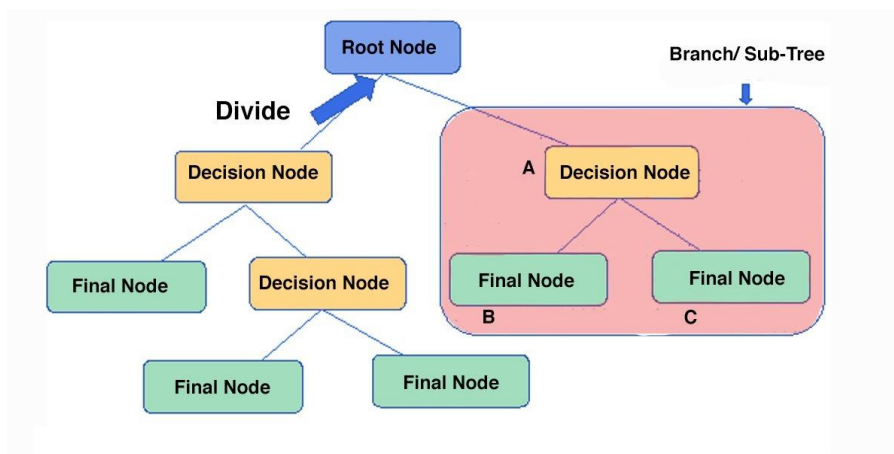 Root Node
Branch/ Sub-Tree
Divide
Decision Node
A
Decision Node
Final Node
Decision Node
Final Node
Final Node
B
C
Final Node
Final Node